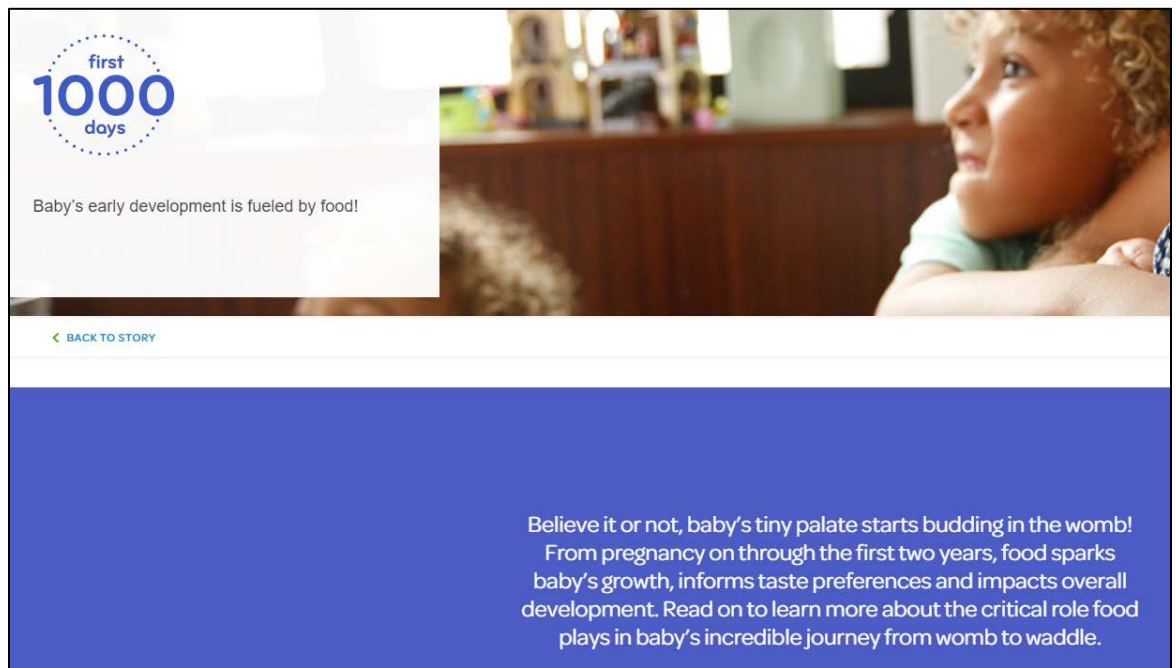 first
1000
days
Baby's early development is fueled by food!
BACK TO STORY
Believe it or not, baby's tiny palate starts budding in the womb!
From pregnancy on through the first two years, food sparks
baby's growth, informs taste preferences and impacts overall
development. Read on to learn more about the critical role food
plays in baby's incredible journey from womb to waddle.